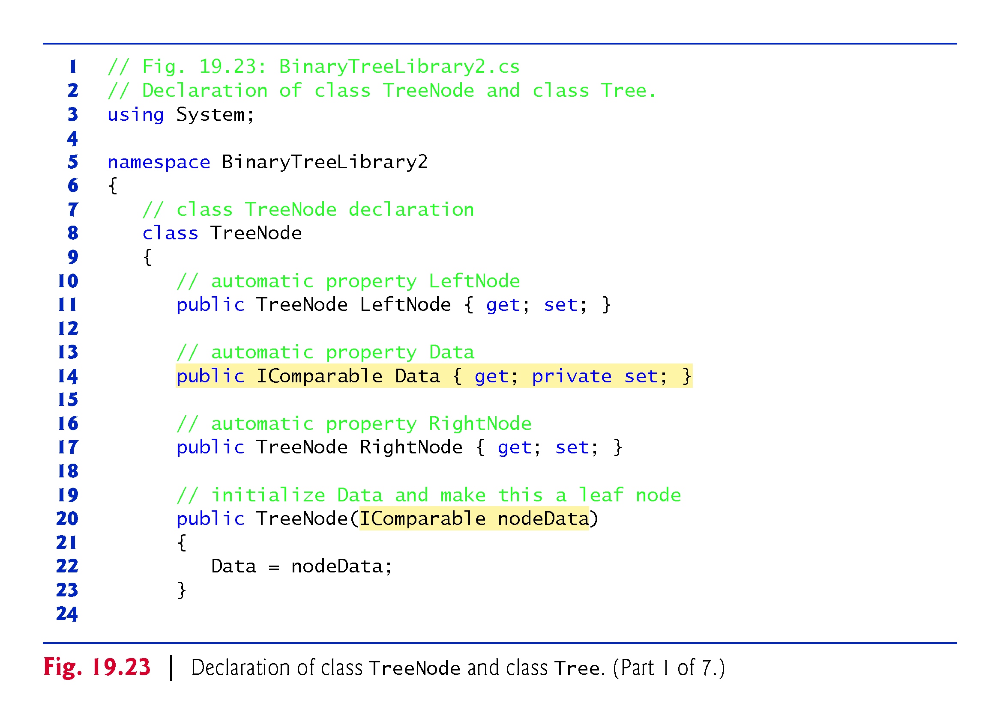 1 // Fig. 19.23: BinaryTreeLibrary2.cs
2 // Declaration of class TreeNode and class Tree.
3 using System;
4
5 namespace BinaryTreeLibrary2
6 {
7 // class TreeNode declaration
8 class TreeNode
9 {
10 // automatic property LeftNode
11 public TreeNode LeftNode { get; set; }
12
13 // automatic property Data
14 public IComparable Data { get; private set; }
15
16 // automatic property RightNode
17 public TreeNode RightNode { get; set; }
18
19 // initialize Data and make this a leaf node
20 public TreeNode(IComparable nodeData)
21 {
22 Data = nodeData;
23 }
24
Fig. 19.23 | Declaration of class TreeNode and class Tree. (Part 1 of 7.)